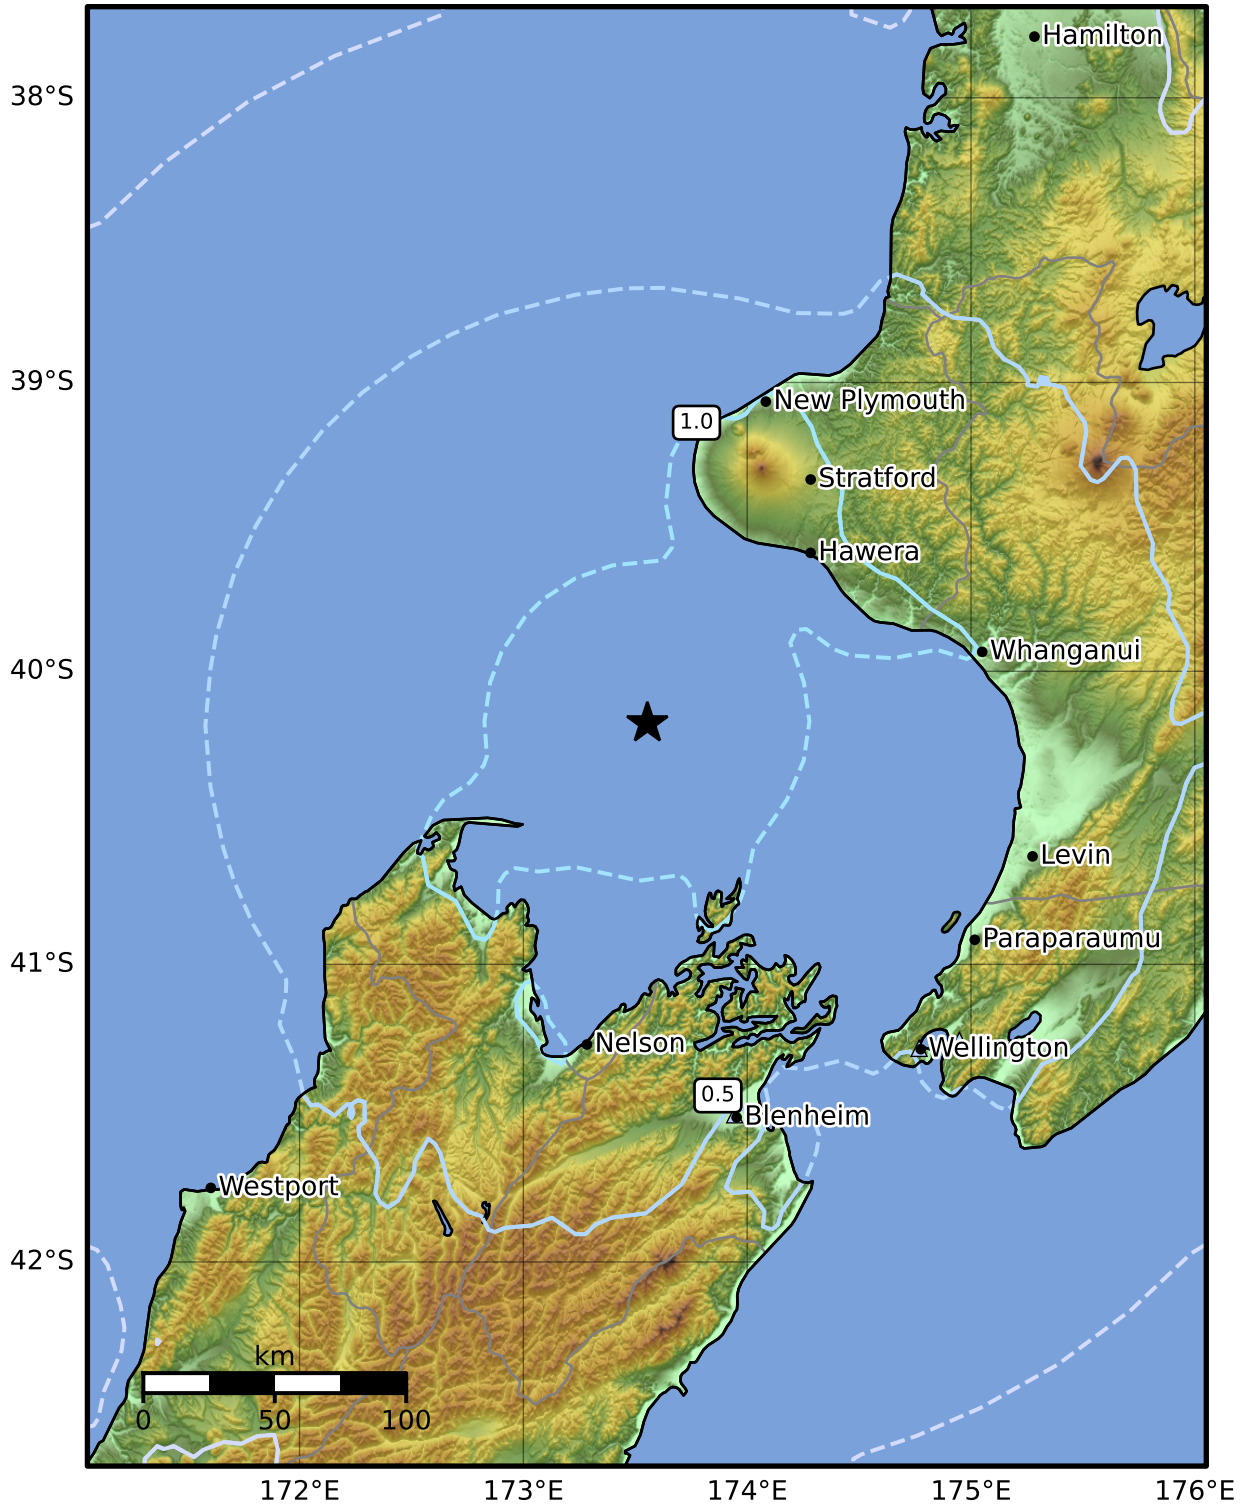 Hamilton
38°S
39°S
New Plymouth
1.0
Stratford
Hawera
Whanganui
40°S
Levin
Paraparaumu
41°S
Nelson
Wellington
0.5
Blenheim
Westport
42°S
km
0 50 100
172°E 173°E 174°E 175°E 176°E